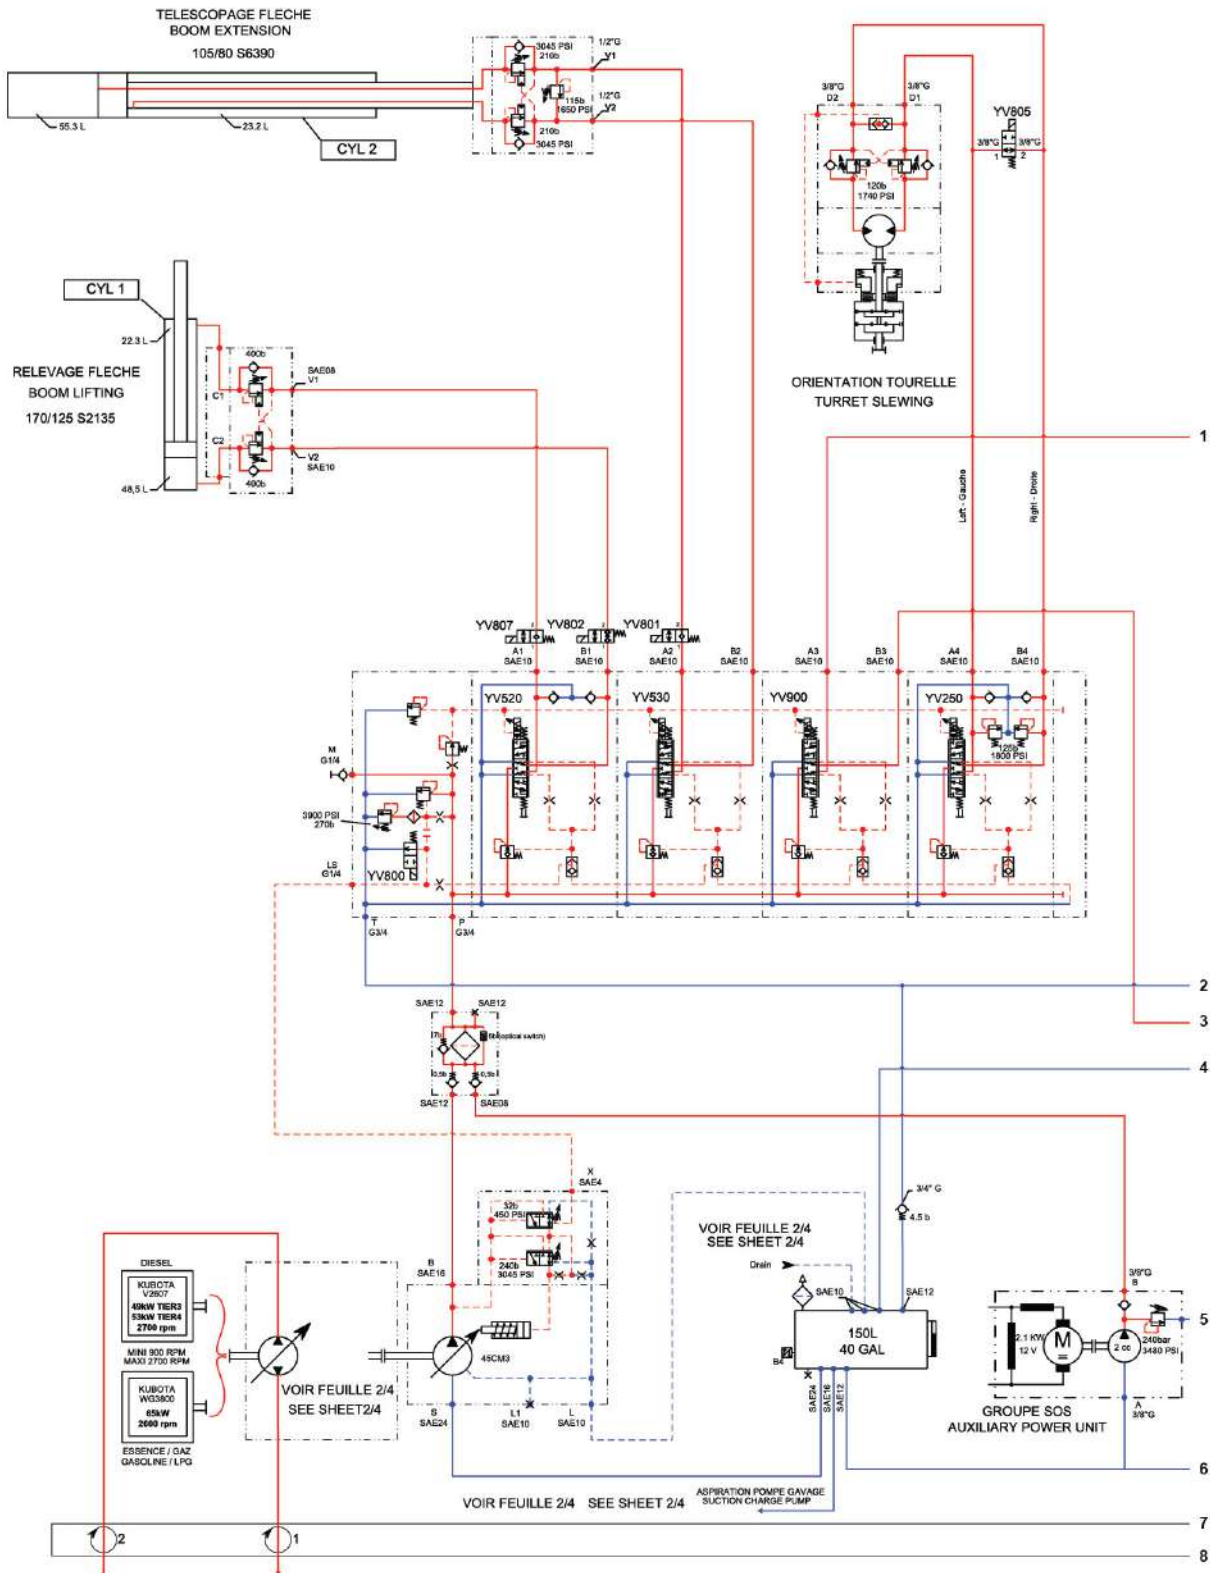 TELESCOPAGE FLECHE
BOOM EXTENSION
105/80 S6390
55.3 L
23.2 L
CYL 2
3045 PSI
210b
115b
1650 PSI
210b
3045 PSI
1/2"G
V1
1/2"G
V2
3/8"G
D2
3/8"G
D1
YV805
3/8"G
3/8"G
1
2
120b
1740 PSI
ORIENTATION TOURELLE
TURRET SLEWING
CYL 1
22.3 L
RELEVAGE FLECHE
BOOM LIFTING
170/125 S2135
48,5 L
400b
C1
C2
400b
SAE08
V1
V2
SAE10
1
Left - Gauche
Right - Droite
YV807
YV802
YV801
A1
SAE10
B1
SAE10
A2
SAE10
B2
SAE10
A3
SAE10
B3
SAE10
A4
SAE10
B4
SAE10
YV520
YV530
YV900
YV250
125b
1800 PSI
M
G1/4
3900 PSI
270b
LS
G1/4
YV800
T
G3/4
P
G3/4
2
3
4
SAE12
SAE12
7b
5b(optical switch)
0,5b
0,5b
SAE12
SAE08
X
SAE4
32b
450 PSI
240b
3045 PSI
B
SAE16
45CM3
S
SAE24
L1
SAE10
L
SAE10
DIESEL
KUBOTA
V2607
49kW TIER3
53kW TIER4
2700 rpm
MINI 900 RPM
MAXI 2700 RPM
KUBOTA
WG3800
65kW
2600 rpm
ESSENCE / GAZ
GASOLINE / LPG
VOIR FEUILLE 2/4
SEE SHEET2/4
VOIR FEUILLE 2/4
SEE SHEET 2/4
Drain
3/4" G
4.5 b
SAE10
SAE12
150L
40 GAL
B4
SAE24
SAE16
SAE12
3/8"G
B
2.1 KW
12 V
M
2 cc
240bar
3480 PSI
5
GROUPE SOS
AUXILIARY POWER UNIT
A
3/8"G
6
VOIR FEUILLE 2/4 SEE SHEET 2/4
ASPIRATION POMPE GAVAGE
SUCTION CHARGE PUMP
7
2
1
8